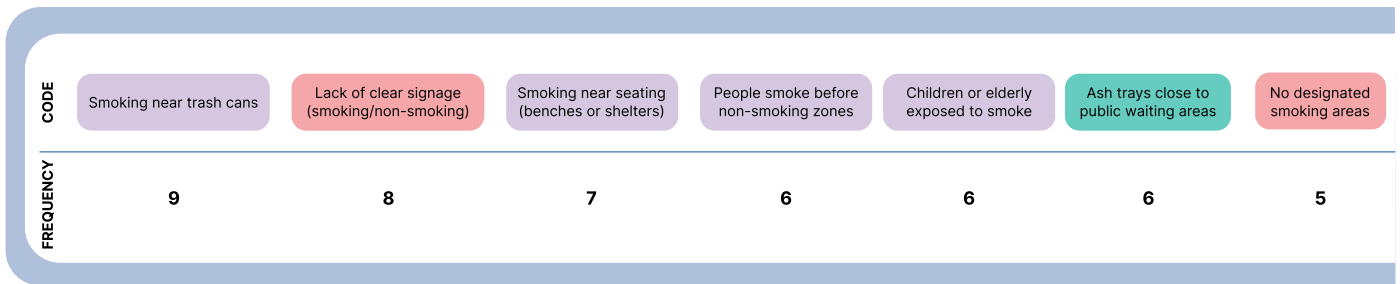 CODE
Smoking near trash cans
Lack of clear signage
(smoking/non-smoking)
Smoking near seating
(benches or shelters)
People smoke before
non-smoking zones
Children or elderly
exposed to smoke
Ash trays close to
public waiting areas
No designated
smoking areas
FREQUENCY
9
8
7
6
6
6
5